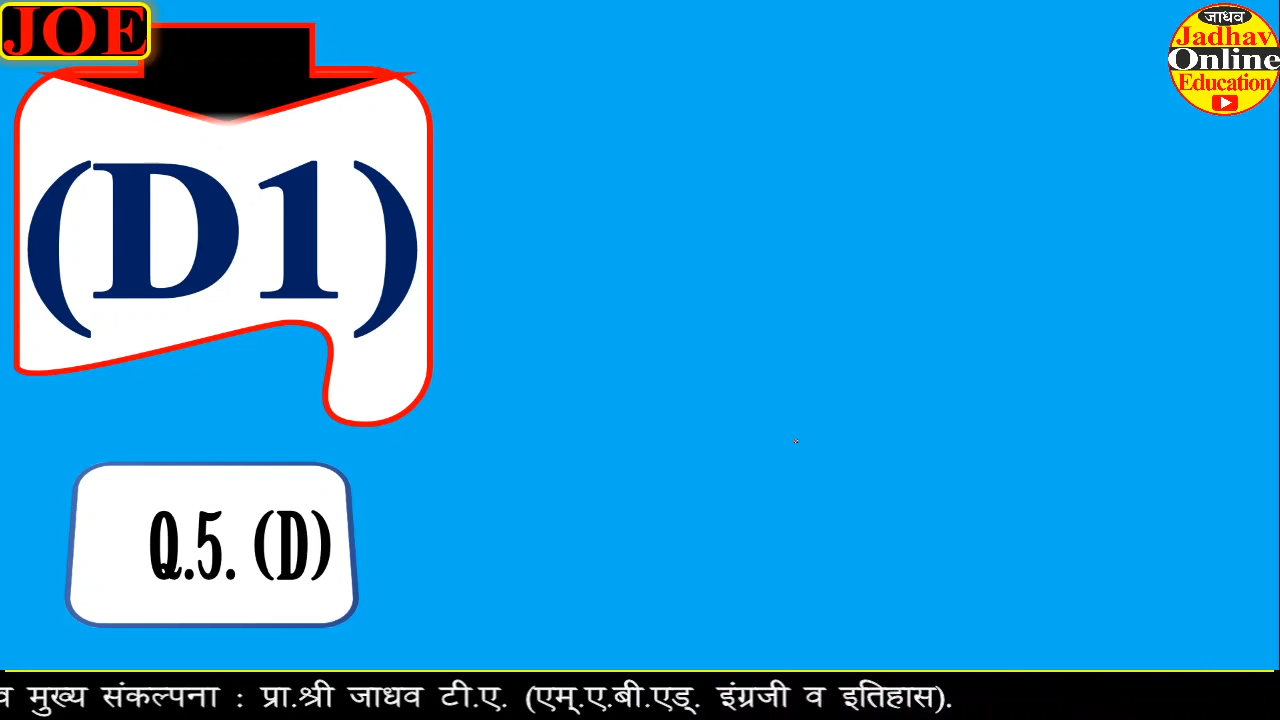 JOE
जाधव
Jadhav
Online
Education
(D1)
Q.5. (D)
व मुख्य संकल्पना : प्रा.श्री जाधव टी.ए. (एम्.ए.बी.एड्. इंग्रजी व इतिहास).